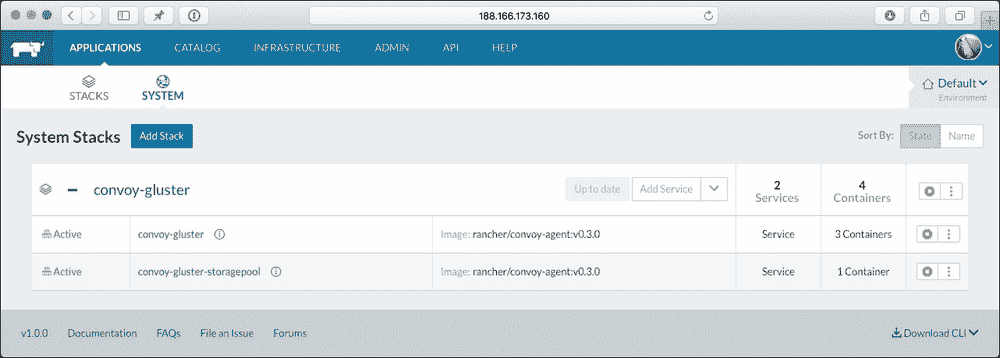 188.166.173.160
APPLICATIONS CATALOG INFRASTRUCTURE ADMIN API HELP
STACKS SYSTEM Default
Environment
System Stacks Add Stack Sort By: State Name
convoy-gluster Up to date Add Service 2 Services 4 Containers
Active convoy-gluster Image: rancher/convoy-agent:v0.3.0 Service 3 Containers
Active convoy-gluster-storagepool Image: rancher/convoy-agent:v0.3.0 Service 1 Container
v1.0.0 Documentation FAQs File an Issue Forums Download CLI